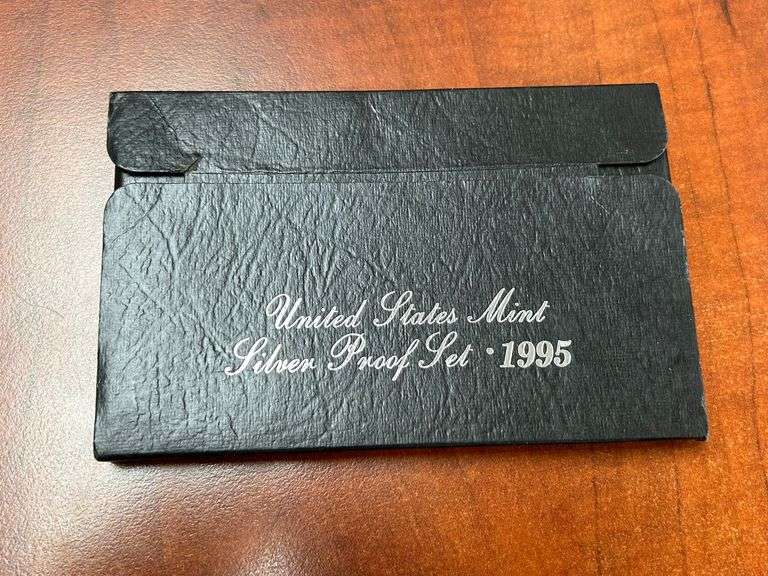 United States Mint
Silver Proof Set · 1995